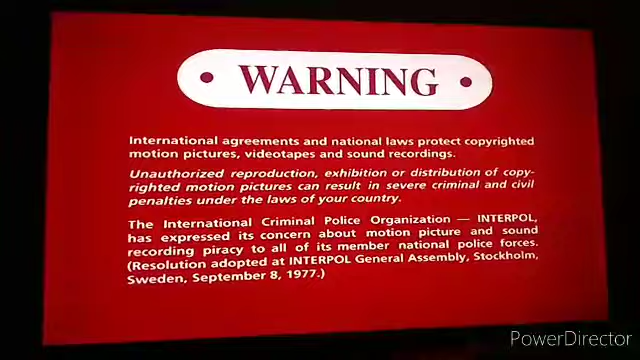 • WARNING •
International agreements and national laws protect copyrighted
motion pictures, videotapes and sound recordings.
Unauthorized reproduction, exhibition or distribution of copy-
righted motion pictures can result in severe criminal and civil
penalties under the laws of your country.
The International Criminal Police Organization — INTERPOL,
has expressed its concern about motion picture and sound
recording piracy to all of its member national police forces.
(Resolution adopted at INTERPOL General Assembly, Stockholm,
Sweden, September 8, 1977.)
PowerDirector